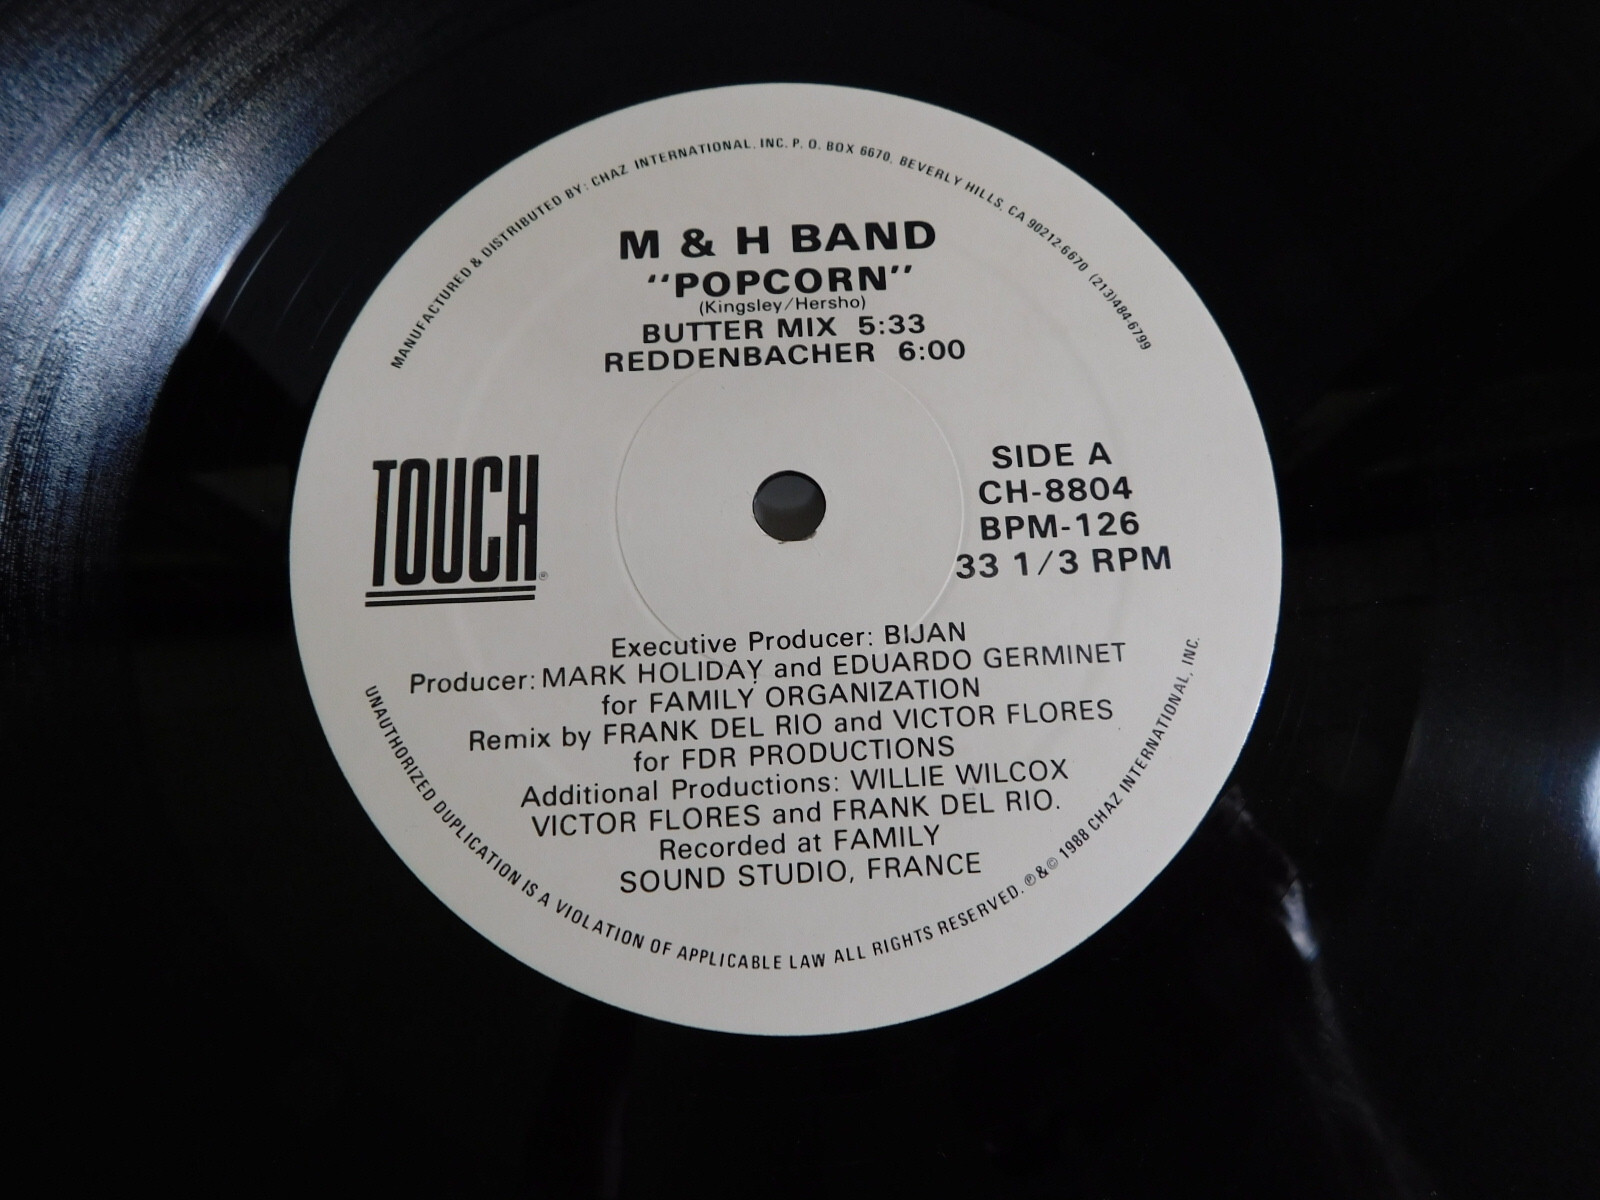 MANUFACTURED & DISTRIBUTED BY: CHAZ INTERNATIONAL, INC. P. O. BOX 6670, BEVERLY HILLS, CA 90212-6670 (213)484-6799
M & H BAND
"POPCORN"
(Kingsley/Hersho)
BUTTER MIX 5:33
REDDENBACHER 6:00
TOUCH®
SIDE A
CH-8804
BPM-126
33 1/3 RPM
Executive Producer: BIJAN
Producer: MARK HOLIDAY and EDUARDO GERMINET
for FAMILY ORGANIZATION
Remix by FRANK DEL RIO and VICTOR FLORES
for FDR PRODUCTIONS
Additional Productions: WILLIE WILCOX
VICTOR FLORES and FRANK DEL RIO.
Recorded at FAMILY
SOUND STUDIO, FRANCE
UNAUTHORIZED DUPLICATION IS A VIOLATION OF APPLICABLE LAW ALL RIGHTS RESERVED. ℗&© 1988 CHAZ INTERNATIONAL, INC.